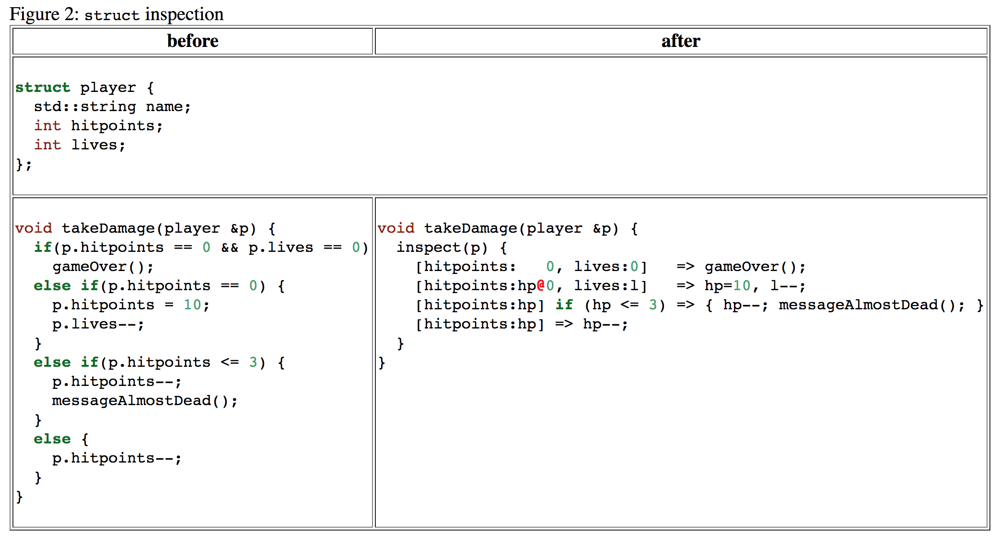 Figure 2: struct inspection
before
after
struct player {
  std::string name;
  int hitpoints;
  int lives;
};
void takeDamage(player &p) {
  if(p.hitpoints == 0 && p.lives == 0)
    gameOver();
  else if(p.hitpoints == 0) {
    p.hitpoints = 10;
    p.lives--;
  }
  else if(p.hitpoints <= 3) {
    p.hitpoints--;
    messageAlmostDead();
  }
  else {
    p.hitpoints--;
  }
}
void takeDamage(player &p) {
  inspect(p) {
    [hitpoints:   0, lives:0]   => gameOver();
    [hitpoints:hp@0, lives:l]   => hp=10, l--;
    [hitpoints:hp] if (hp <= 3) => { hp--; messageAlmostDead(); }
    [hitpoints:hp] => hp--;
  }
}